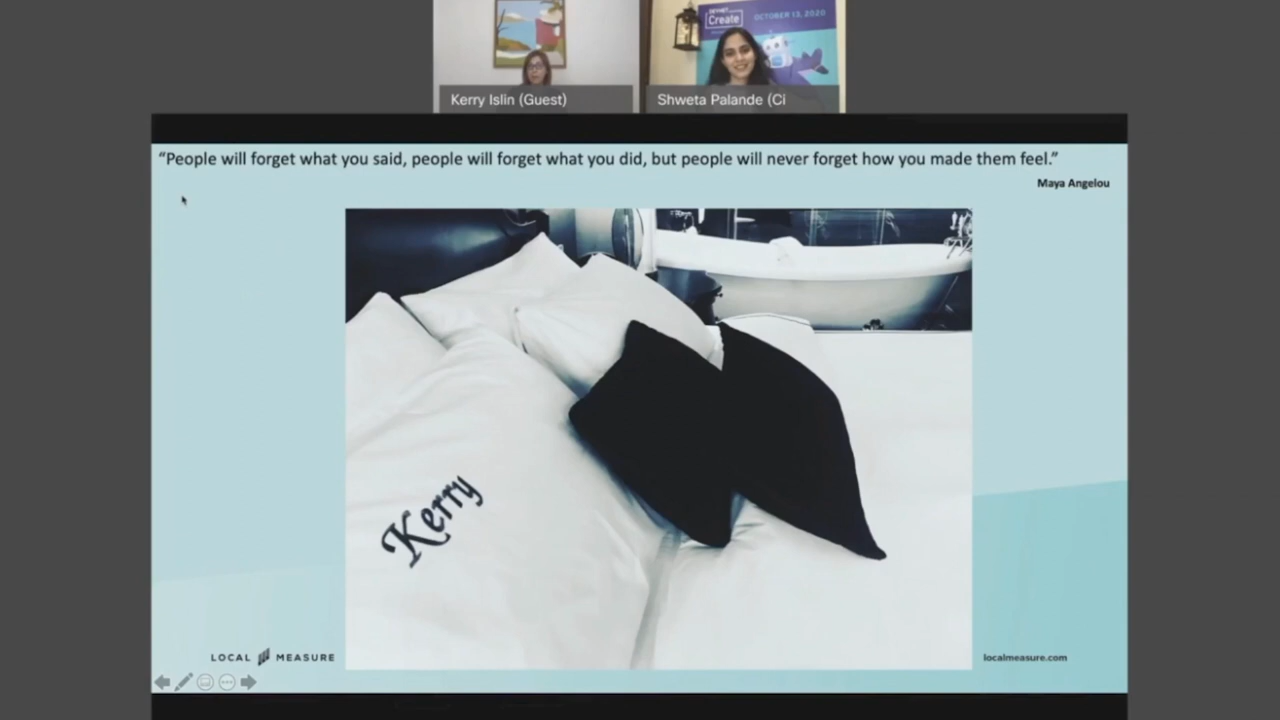 DEVNET
Create
OCTOBER 13, 2020
Kerry Islin (Guest)
Shweta Palande (Ci
“People will forget what you said, people will forget what you did, but people will never forget how you made them feel.”
Maya Angelou
Kerry
LOCAL MEASURE
localmeasure.com